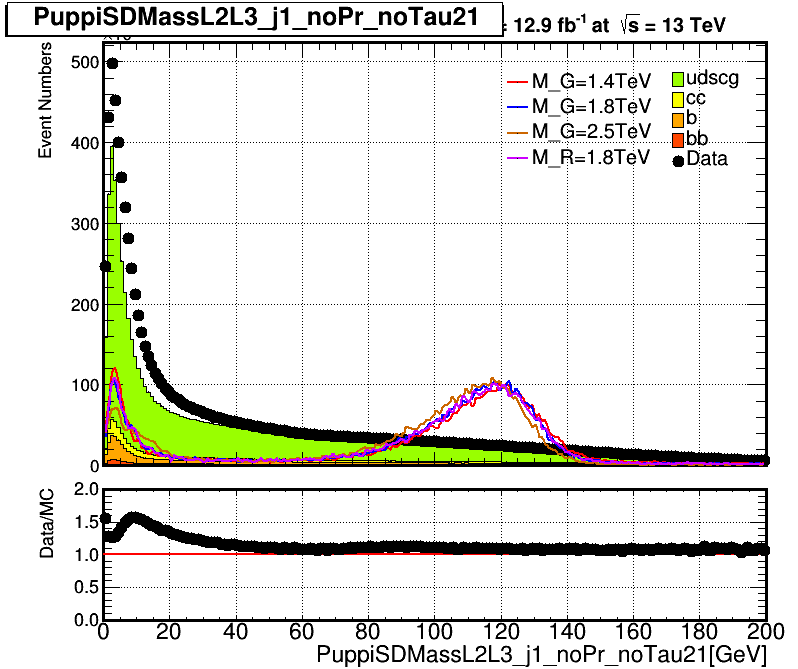 PuppiSDMassL2L3_j1_noPr_noTau21
= 12.9 fb-1 at √s = 13 TeV
Event Numbers
500
400
300
200
100
0
M_G=1.4TeV
M_G=1.8TeV
M_G=2.5TeV
M_R=1.8TeV
udscg
cc
b
bb
Data
Data/MC
2.0
1.5
1.0
0.5
0.0
0 20 40 60 80 100 120 140 160 180 200
PuppiSDMassL2L3_j1_noPr_noTau21[GeV]